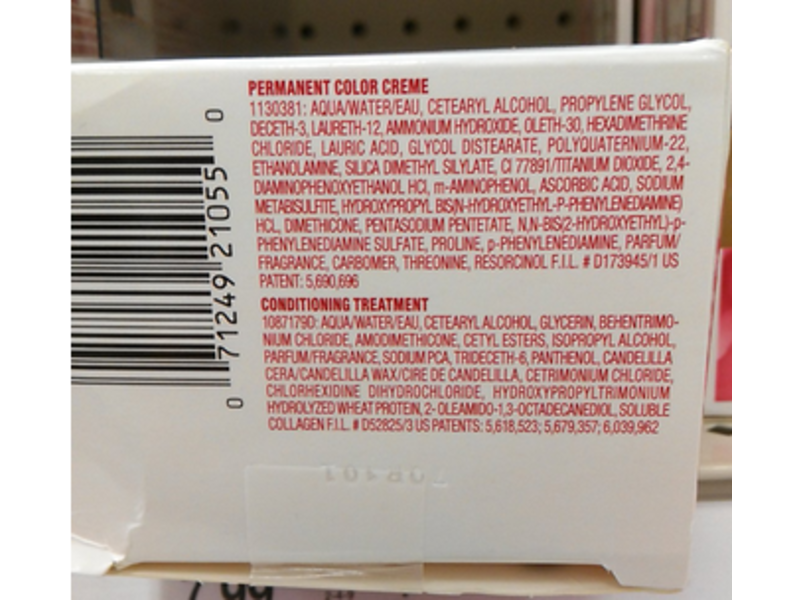 PERMANENT COLOR CREME
1130381: AQUA/WATER/EAU, CETEARYL ALCOHOL, PROPYLENE GLYCOL,
DECETH-3, LAURETH-12, AMMONIUM HYDROXIDE, OLETH-30, HEXADIMETHRINE
CHLORIDE, LAURIC ACID, GLYCOL DISTEARATE, POLYQUATERNIUM-22,
ETHANOLAMINE, SILICA DIMETHYL SILYLATE, CI 77891/TITANIUM DIOXIDE, 2,4-
DIAMINOPHENOXYETHANOL HCl, m-AMINOPHENOL, ASCORBIC ACID, SODIUM
METABISULFITE, HYDROXYPROPYL BIS(N-HYDROXYETHYL-P-PHENYLENEDIAMINE)
HCL, DIMETHICONE, PENTASODIUM PENTETATE, N,N-BIS(2-HYDROXYETHYL)-p-
PHENYLENEDIAMINE SULFATE, PROLINE, p-PHENYLENEDIAMINE, PARFUM/
FRAGRANCE, CARBOMER, THREONINE, RESORCINOL F.I.L. # D173945/1 US
PATENT: 5,690,696
CONDITIONING TREATMENT
1087179D: AQUA/WATER/EAU, CETEARYL ALCOHOL, GLYCERIN, BEHENTRIMO-
NIUM CHLORIDE, AMODIMETHICONE, CETYL ESTERS, ISOPROPYL ALCOHOL,
PARFUM/FRAGRANCE, SODIUM PCA, TRIDECETH-6, PANTHENOL, CANDELILLA
CERA/CANDELILLA WAX/CIRE DE CANDELILLA, CETRIMONIUM CHLORIDE,
CHLORHEXIDINE DIHYDROCHLORIDE, HYDROXYPROPYLTRIMONIUM
HYDROLYZED WHEAT PROTEIN, 2- OLEAMIDO-1,3-OCTADECANEDIOL, SOLUBLE
COLLAGEN F.I.L. # D52825/3 US PATENTS: 5,618,523; 5,679,357; 6,039,962
0 71249 21055 0